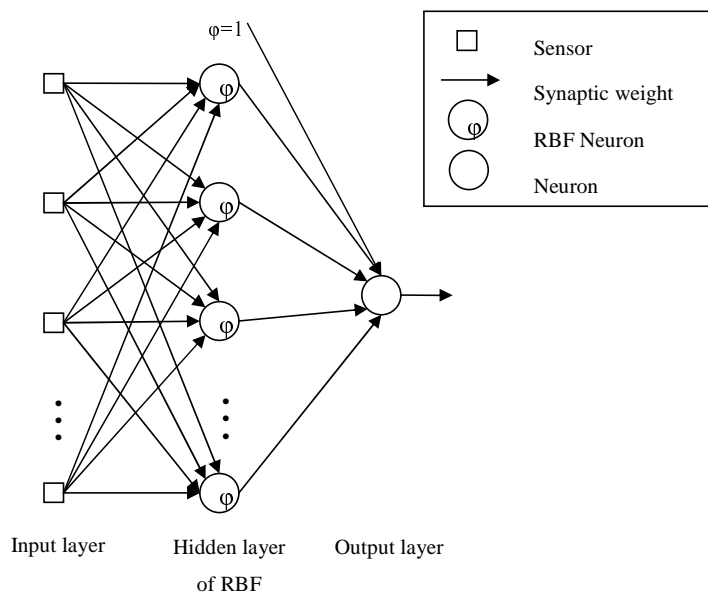 φ=1
φ
φ
φ
φ
Input layer
Hidden layer
of RBF
Output layer
Sensor
Synaptic weight
φ
RBF Neuron
Neuron